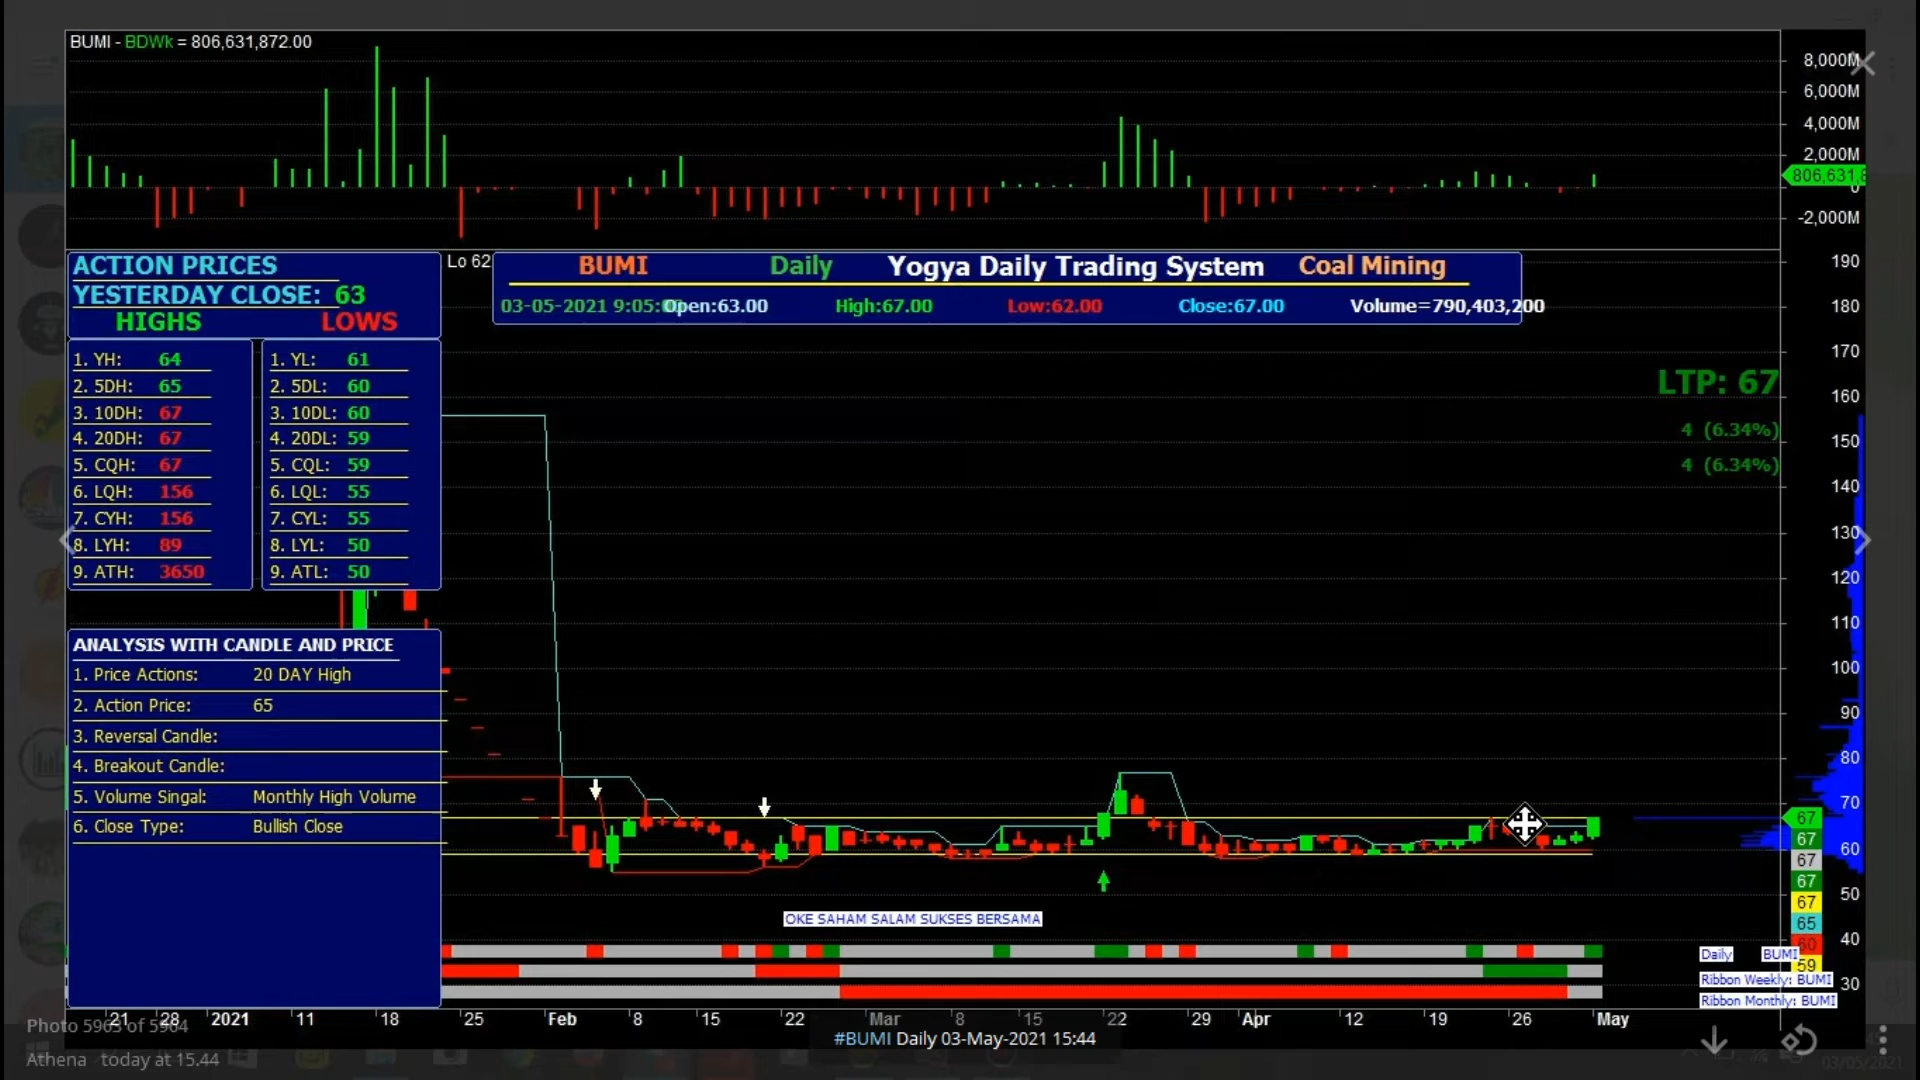 BUMI - BDWk = 806,631,872.00
8,000M
6,000M
4,000M
2,000M
806,631,8
0
-2,000M
ACTION PRICES
YESTERDAY CLOSE: 63
HIGHS LOWS
1. YH: 64
2. 5DH: 65
3. 10DH: 67
4. 20DH: 67
5. CQH: 67
6. LQH: 156
7. CYH: 156
8. LYH: 89
9. ATH: 3650
1. YL: 61
2. 5DL: 60
3. 10DL: 60
4. 20DL: 59
5. CQL: 59
6. LQL: 55
7. CYL: 55
8. LYL: 50
9. ATL: 50
Lo 62
BUMI Daily Yogya Daily Trading System Coal Mining
03-05-2021 9:05: Open:63.00 High:67.00 Low:62.00 Close:67.00 Volume=790,403,200
LTP: 67
4 (6.34%)
4 (6.34%)
190
180
170
160
150
140
130
120
110
100
90
80
70
60
50
40
30
67
67
67
67
67
65
60
59
ANALYSIS WITH CANDLE AND PRICE
1. Price Actions: 20 DAY High
2. Action Price: 65
3. Reversal Candle:
4. Breakout Candle:
5. Volume Singal: Monthly High Volume
6. Close Type: Bullish Close
OKE SAHAM SALAM SUKSES BERSAMA
Daily BUMI
Ribbon Weekly: BUMI
Ribbon Monthly: BUMI
21 28 2021 11 18 25 Feb 8 15 22 Mar 8 15 22 29 Apr 12 19 26 May
Photo 5963 of 5964
#BUMI Daily 03-May-2021 15:44
Athena today at 15.44
03/05/2021